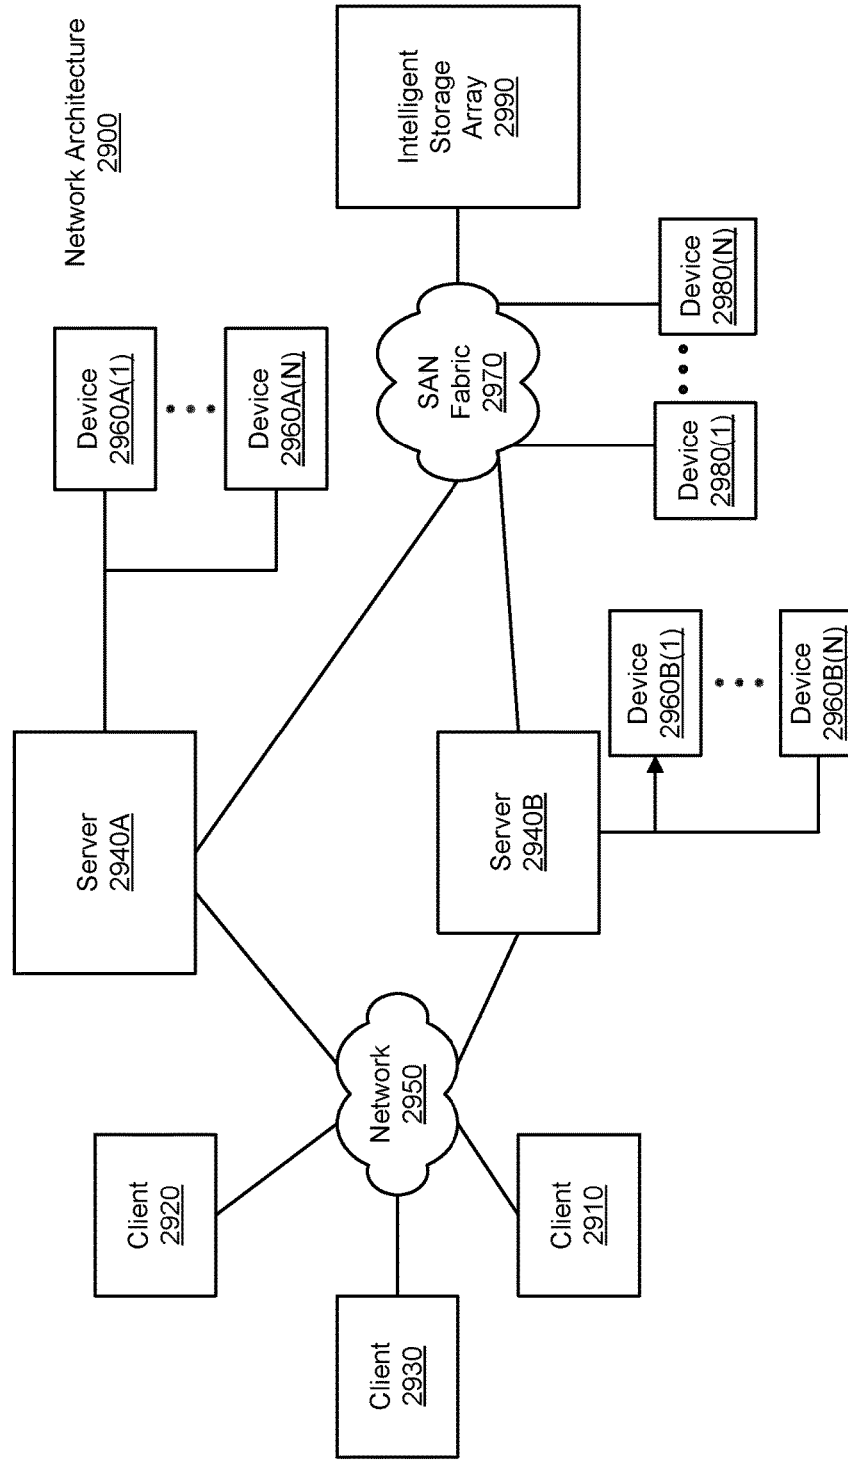 Network Architecture
2900
Client
2920
Client
2930
Client
2910
Network
2950
Server
2940A
Server
2940B
Device
2960A(1)
Device
2960A(N)
Device
2960B(1)
Device
2960B(N)
SAN
Fabric
2970
Device
2980(1)
Device
2980(N)
Intelligent
Storage
Array
2990